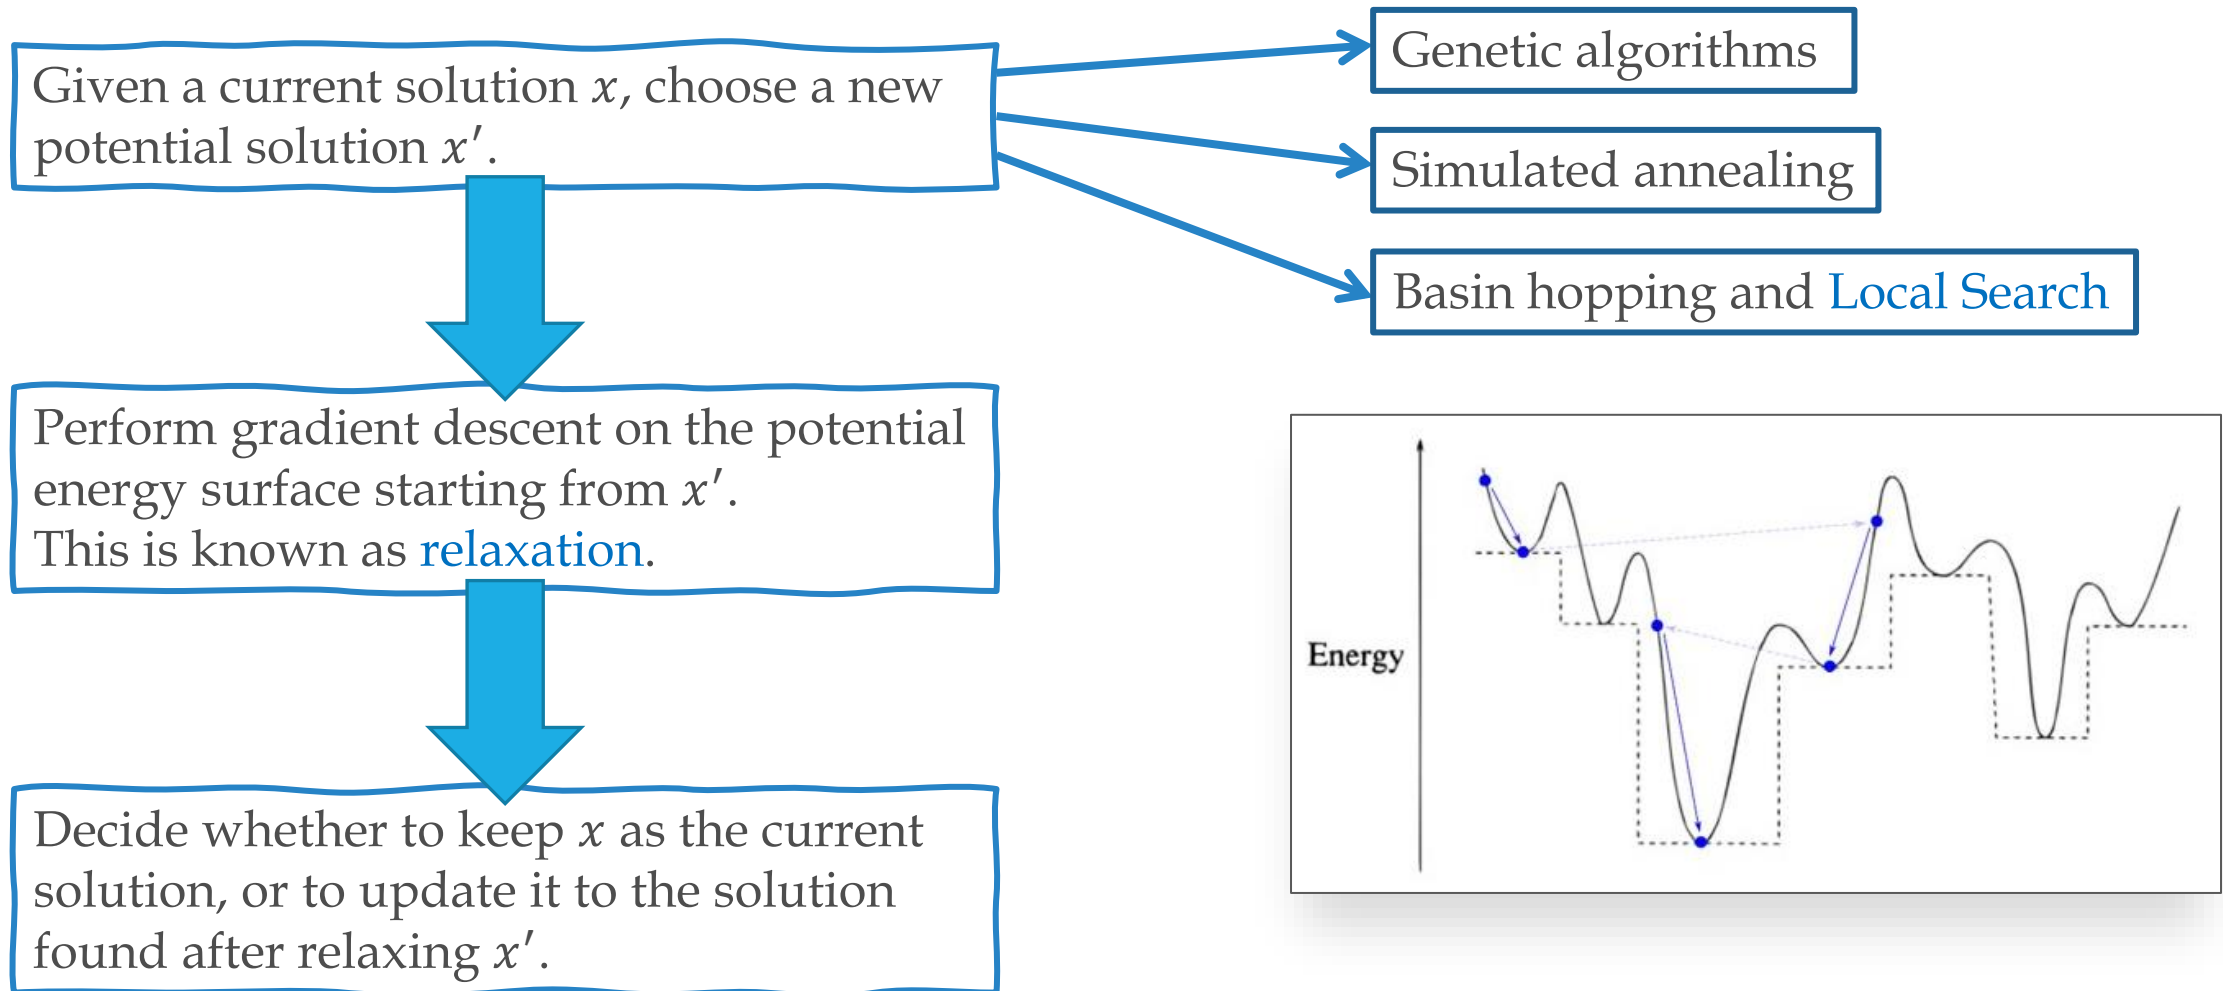 Given a current solution x, choose a new
potential solution x′.
Genetic algorithms
Simulated annealing
Basin hopping and Local Search
Perform gradient descent on the potential
energy surface starting from x′.
This is known as relaxation.
Energy
Decide whether to keep x as the current
solution, or to update it to the solution
found after relaxing x′.